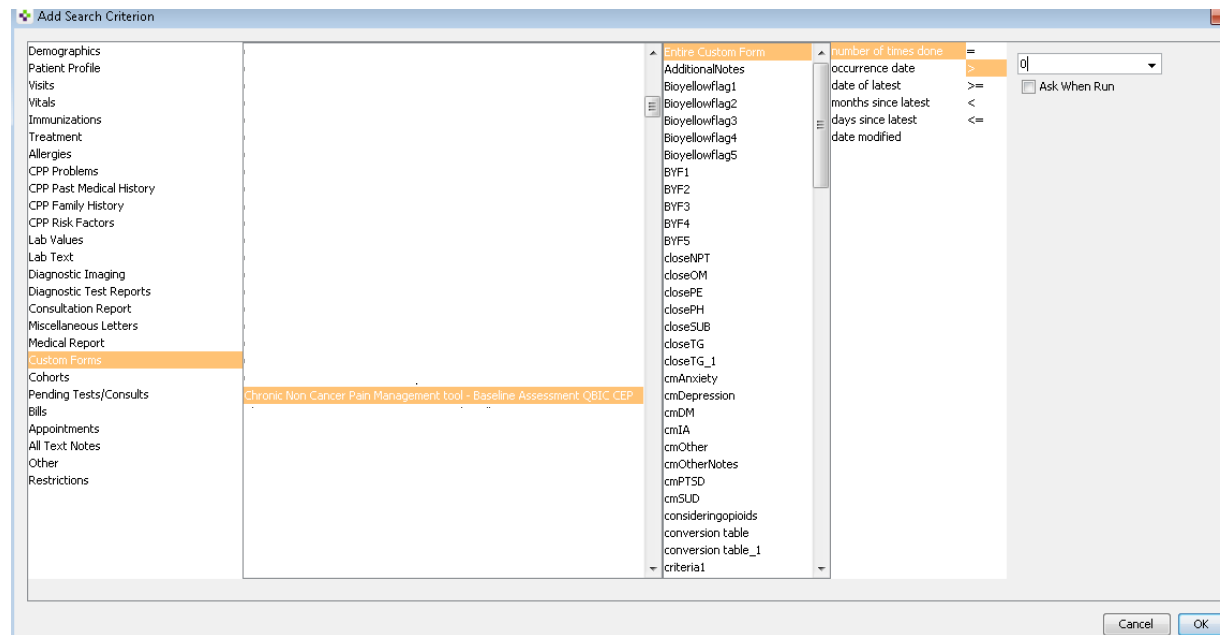 Add Search Criterion
Demographics
Patient Profile
Visits
Vitals
Immunizations
Treatment
Allergies
CPP Problems
CPP Past Medical History
CPP Family History
CPP Risk Factors
Lab Values
Lab Text
Diagnostic Imaging
Diagnostic Test Reports
Consultation Report
Miscellaneous Letters
Medical Report
Custom Forms
Cohorts
Pending Tests/Consults
Bills
Appointments
All Text Notes
Other
Restrictions
Chronic Non Cancer Pain Management tool - Baseline Assessment QBIC CEP
Entire Custom Form
AdditionalNotes
Bioyellowflag1
Bioyellowflag2
Bioyellowflag3
Bioyellowflag4
Bioyellowflag5
BYF1
BYF2
BYF3
BYF4
BYF5
closeNPT
closeOM
closePE
closePH
closeSUB
closeTG
closeTG_1
cmAnxiety
cmDepression
cmDM
cmIA
cmOther
cmOtherNotes
cmPTSD
cmSUD
consideringopioids
conversion table
conversion table_1
criteria1
number of times done
occurrence date
date of latest
months since latest
days since latest
date modified
=
>
>=
<
<=
0
Ask When Run
Cancel
OK